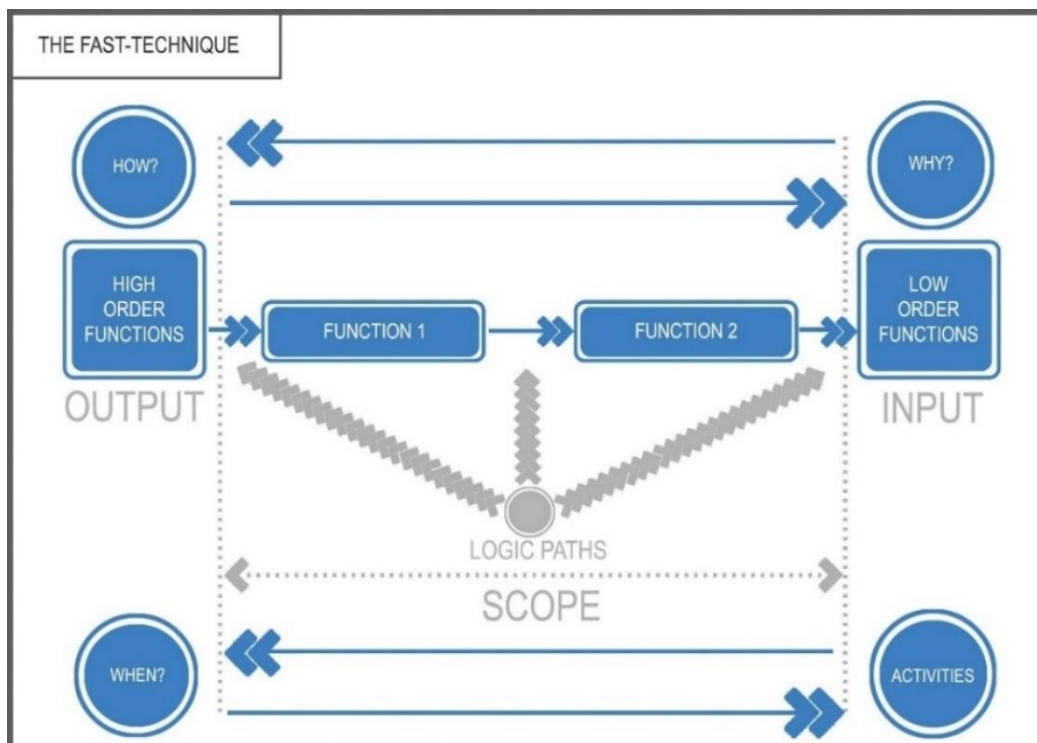 THE FAST-TECHNIQUE
HOW?
WHY?
HIGH
ORDER
FUNCTIONS
FUNCTION 1
FUNCTION 2
LOW
ORDER
FUNCTIONS
OUTPUT
INPUT
LOGIC PATHS
SCOPE
WHEN?
ACTIVITIES